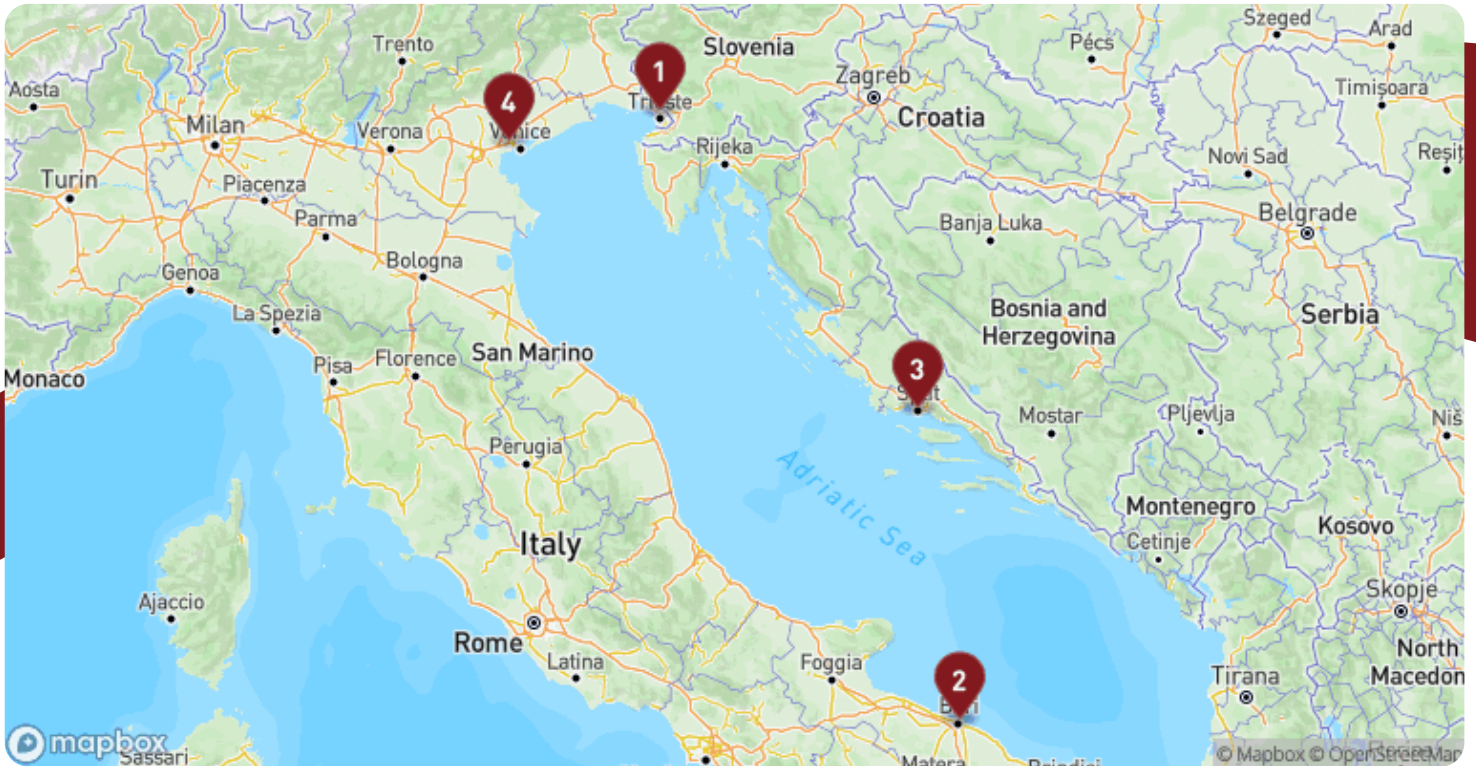 Szeged
Arad
Trento
Slovenia
Pécs
Zagreb
Aosta
1
Timișoara
4
Trieste
Croatia
Milan
Verona
Venice
Rijeka
Novi Sad
Turin
Piacenza
Parma
Banja Luka
Belgrade
Bologna
Genoa
La Spezia
Bosnia and
Herzegovina
Serbia
San Marino
Pisa
Florence
Monaco
3
Split
Mostar
Pljevlja
Niš
Perugia
Adriatic Sea
Montenegro
Kosovo
Italy
Cetinje
Ajaccio
Skopje
Rome
Latina
Foggia
North
Macedon
2
Bari
Tirana
mapbox
Sassari
Matera
Brindisi
© Mapbox © OpenStreetMap